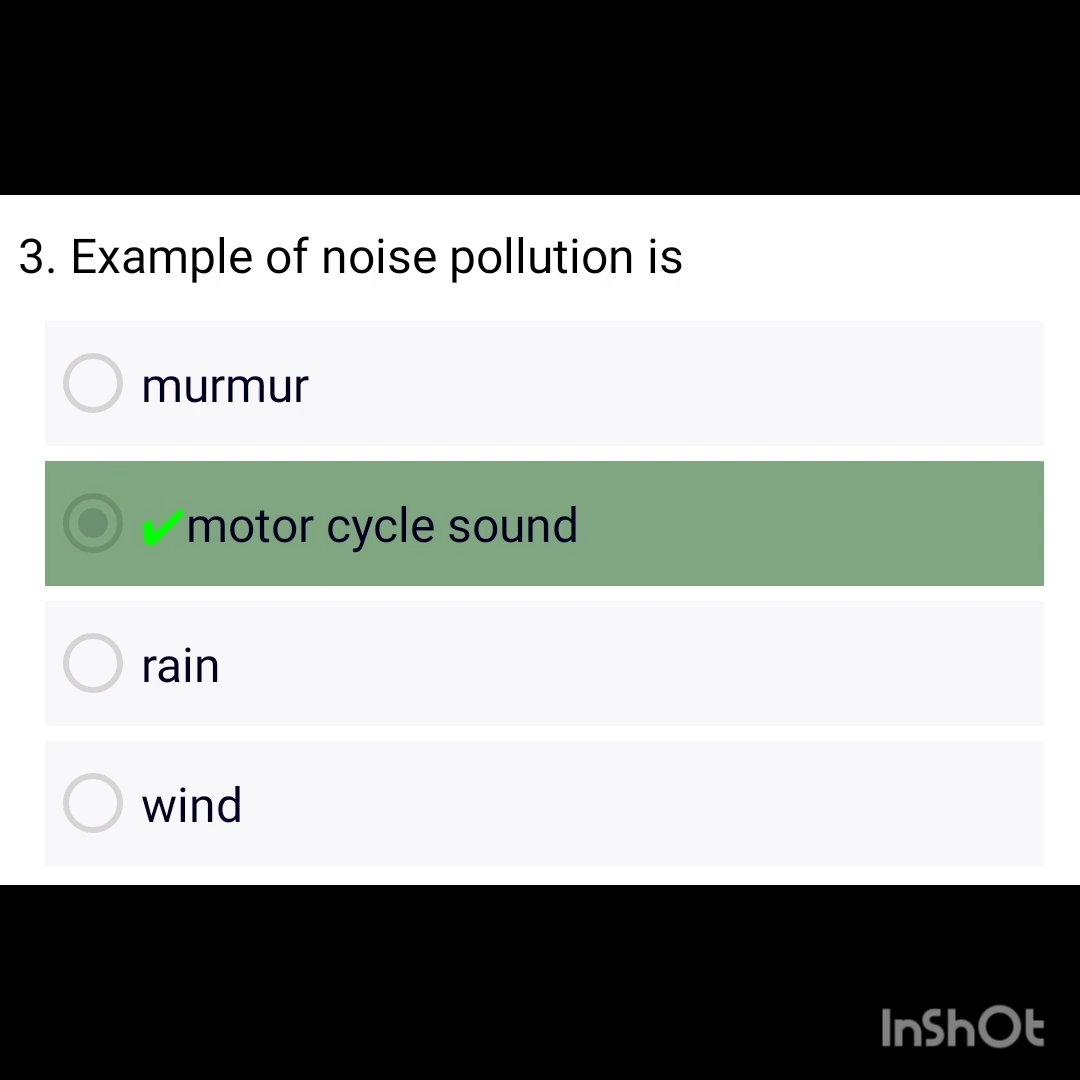 3. Example of noise pollution is
murmur
✔motor cycle sound
rain
wind
InShOt